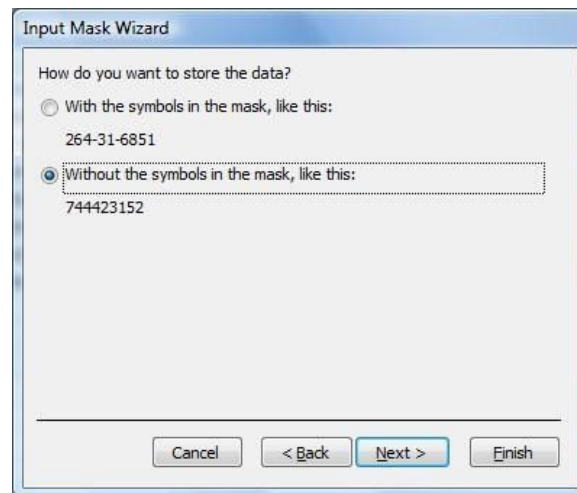 Input Mask Wizard
How do you want to store the data?
With the symbols in the mask, like this:
264-31-6851
Without the symbols in the mask, like this:
744423152
Cancel
< Back
Next >
Finish